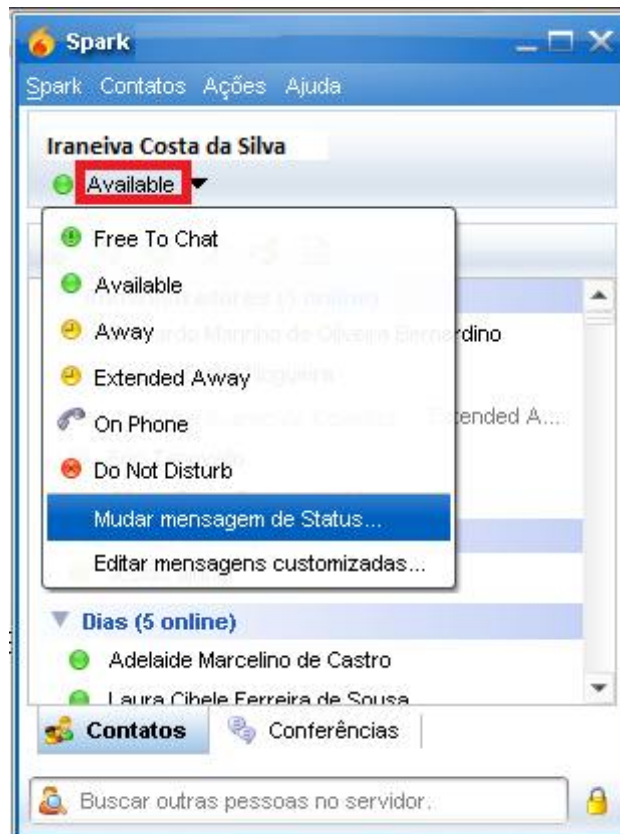 Spark
Spark Contatos Ações Ajuda
Iraneiva Costa da Silva
Available
Free To Chat
Available
Away
dino
Extended Away
On Phone
Extended A...
Do Not Disturb
Mudar mensagem de Status...
Editar mensagens customizadas...
Dias (5 online)
Adelaide Marcelino de Castro
Laura Cibele Ferreira de Sousa
Contatos Conferências
Buscar outras pessoas no servidor.